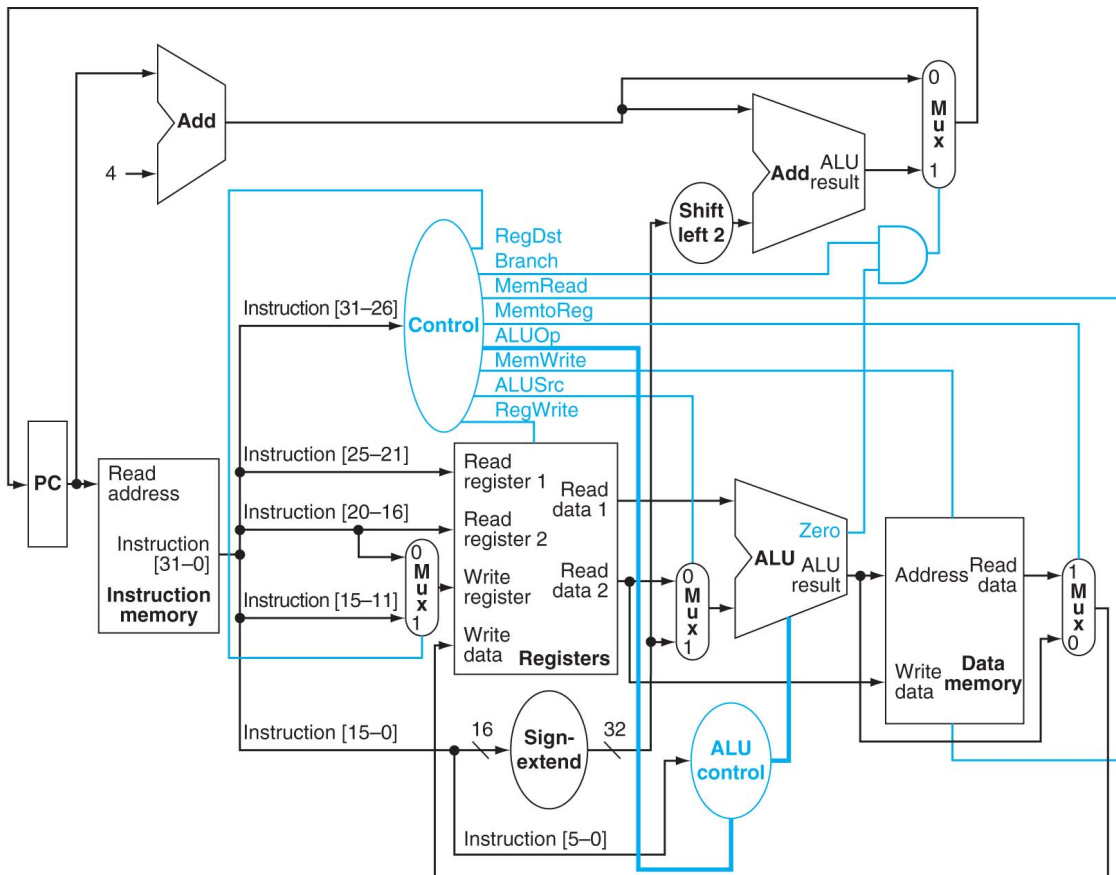 Add
4
0
Mux
1
Add
ALU
result
Shift
left 2
RegDst
Branch
MemRead
MemtoReg
ALUOp
MemWrite
ALUSrc
RegWrite
Control
Instruction [31–26]
Instruction [25–21]
Instruction [20–16]
Instruction [15–11]
Instruction [15–0]
Instruction [5–0]
PC
Read
address
Instruction
[31–0]
Instruction
memory
0
Mux
1
Read
register 1
Read
register 2
Write
register
Write
data
Read
data 1
Read
data 2
Registers
0
Mux
1
Zero
ALU
ALU
result
Address
Read
data
Write
data
Data
memory
1
Mux
0
16
Sign-
extend
32
ALU
control